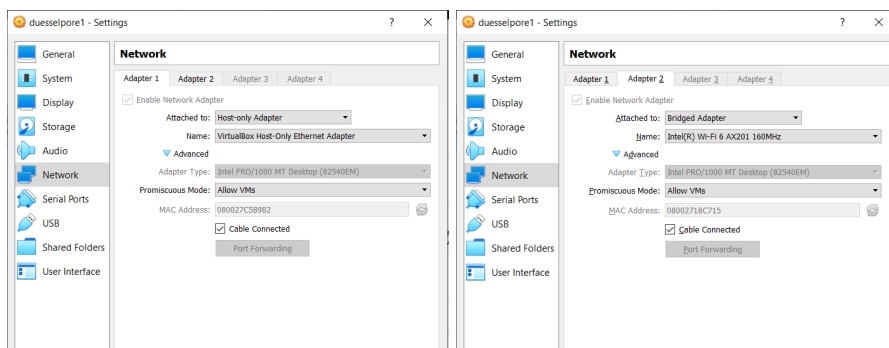 duesselpore1 - Settings ? ×
General
System
Display
Storage
Audio
Network
Serial Ports
USB
Shared Folders
User Interface
Network
Adapter 1 Adapter 2 Adapter 3 Adapter 4
Enable Network Adapter
Attached to: Host-only Adapter
Name: VirtualBox Host-Only Ethernet Adapter
Advanced
Adapter Type: Intel PRO/1000 MT Desktop (82540EM)
Promiscuous Mode: Allow VMs
MAC Address: 080027C5B9B2
Cable Connected
Port Forwarding
duesselpore1 - Settings ? ×
General
System
Display
Storage
Audio
Network
Serial Ports
USB
Shared Folders
User Interface
Network
Adapter 1 Adapter 2 Adapter 3 Adapter 4
Enable Network Adapter
Attached to: Bridged Adapter
Name: Intel(R) Wi-Fi 6 AX201 160MHz
Advanced
Adapter Type: Intel PRO/1000 MT Desktop (82540EM)
Promiscuous Mode: Allow VMs
MAC Address: 0800271BC715
Cable Connected
Port Forwarding